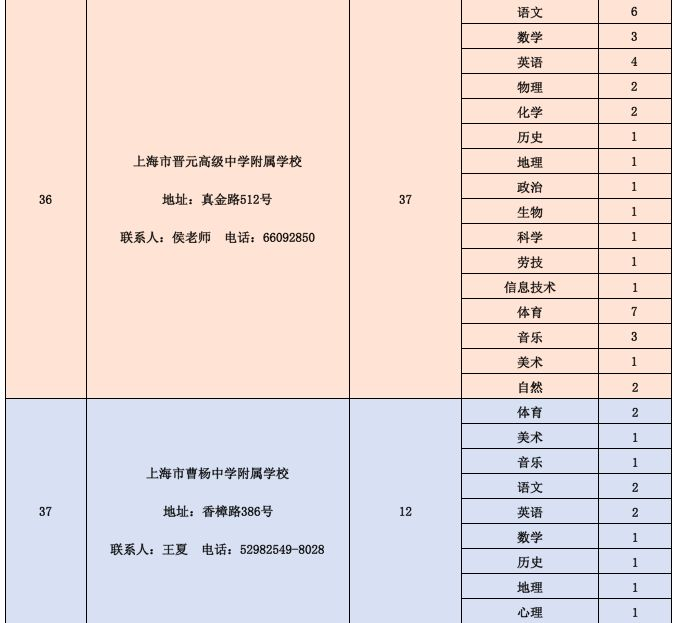 语文 6
数学 3
英语 4
物理 2
化学 2
历史 1
上海市晋元高级中学附属学校
地理 1
政治 1
36 地址：真金路512号 37
生物 1
联系人：侯老师 电话：66092850
科学 1
劳技 1
信息技术 1
体育 7
音乐 3
美术 1
自然 2
体育 2
美术 1
音乐 1
上海市曹杨中学附属学校
语文 2
37 地址：香樟路386号 12
英语 2
数学 1
联系人：王夏 电话：52982549-8028
历史 1
地理 1
心理 1